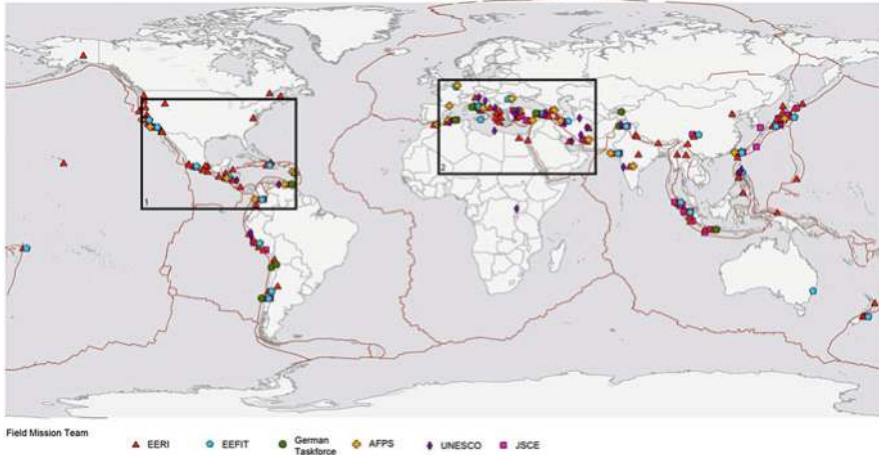 1
2
Field Mission Team
EERI
EEFIT
German
Taskforce
AFPS
UNESCO
JSCE